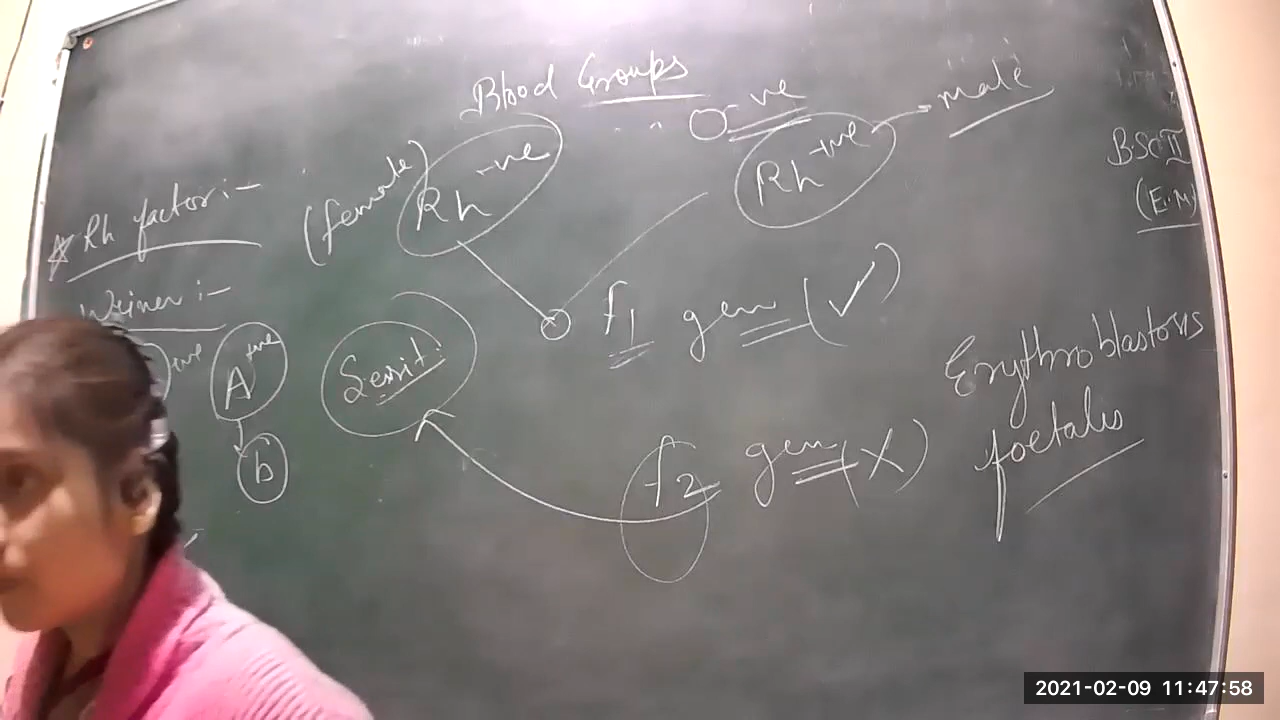 Blood Groups
O-ve
male
(female)
Rh -ve
Rh +ve
B.Sc II
(E.M)
* Rh factor :-
Weiner :-
f1 gen (✓)
+ve
A +ve
b
Sensit:
Erythroblastosis
foetalis
f2 gen (X)
2021-02-09 11:47:58